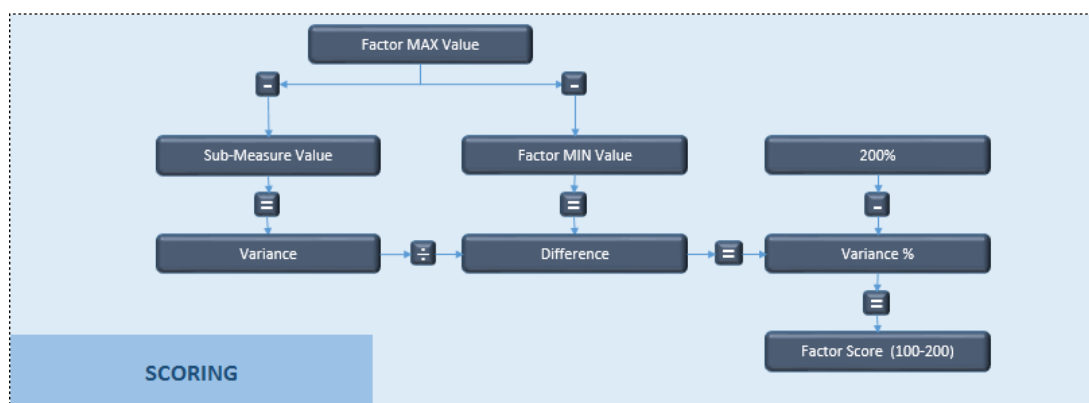 Factor MAX Value
-
-
Sub-Measure Value
Factor MIN Value
200%
=
=
-
Variance
÷
Difference
=
Variance %
=
Factor Score (100-200)
SCORING